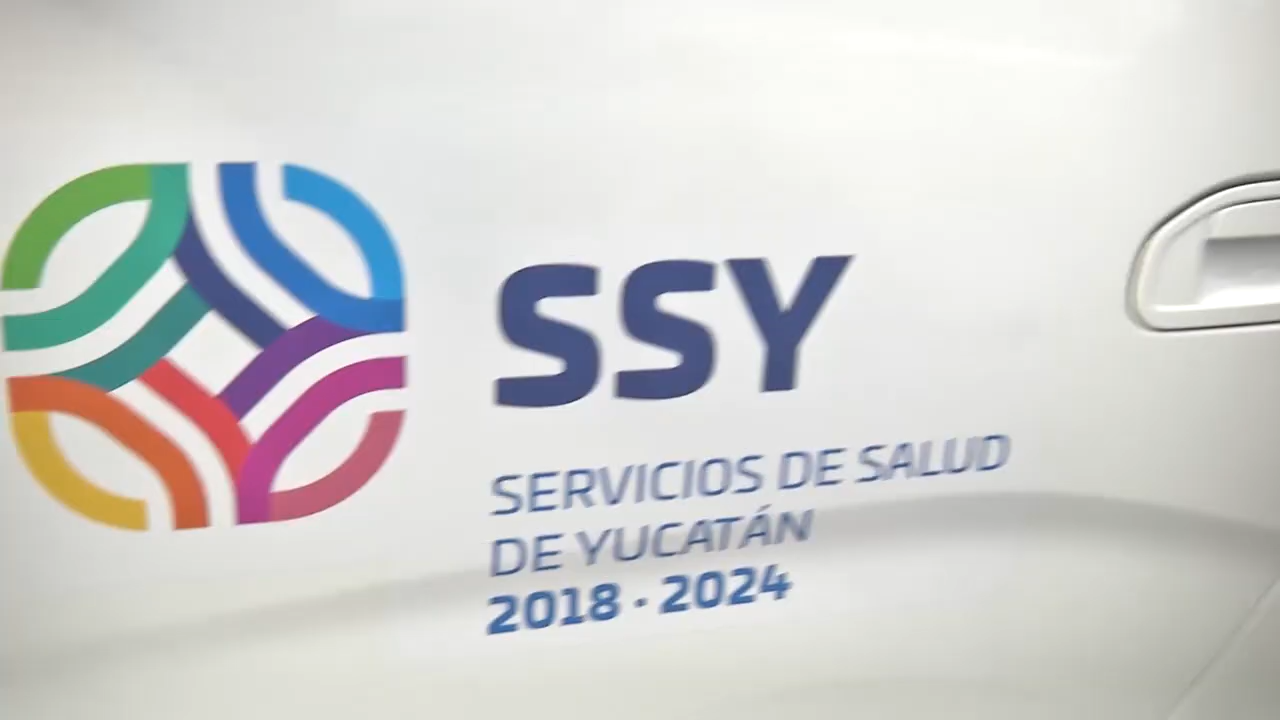 SSY
SERVICIOS DE SALUD
DE YUCATÁN
2018 · 2024